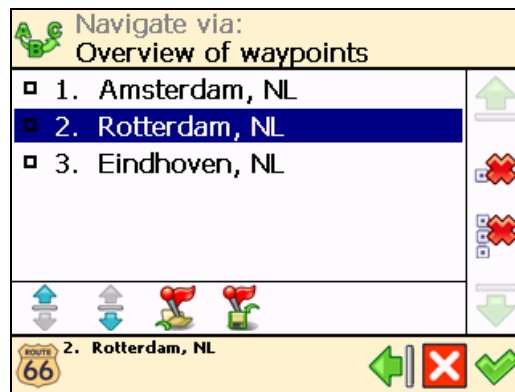 A B C
Navigate via:
Overview of waypoints
1. Amsterdam, NL
2. Rotterdam, NL
3. Eindhoven, NL
ROUTE
66
2. Rotterdam, NL